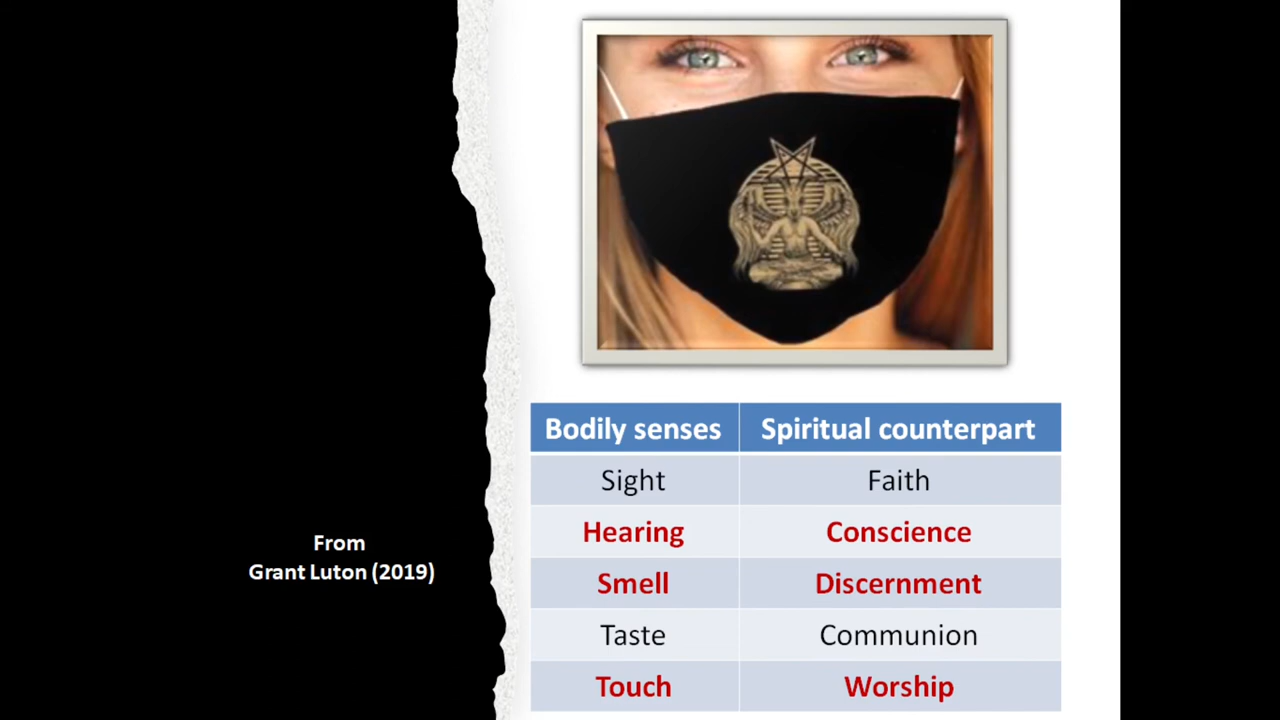 From
Grant Luton (2019)
Bodily senses Spiritual counterpart
Sight Faith
Hearing Conscience
Smell Discernment
Taste Communion
Touch Worship